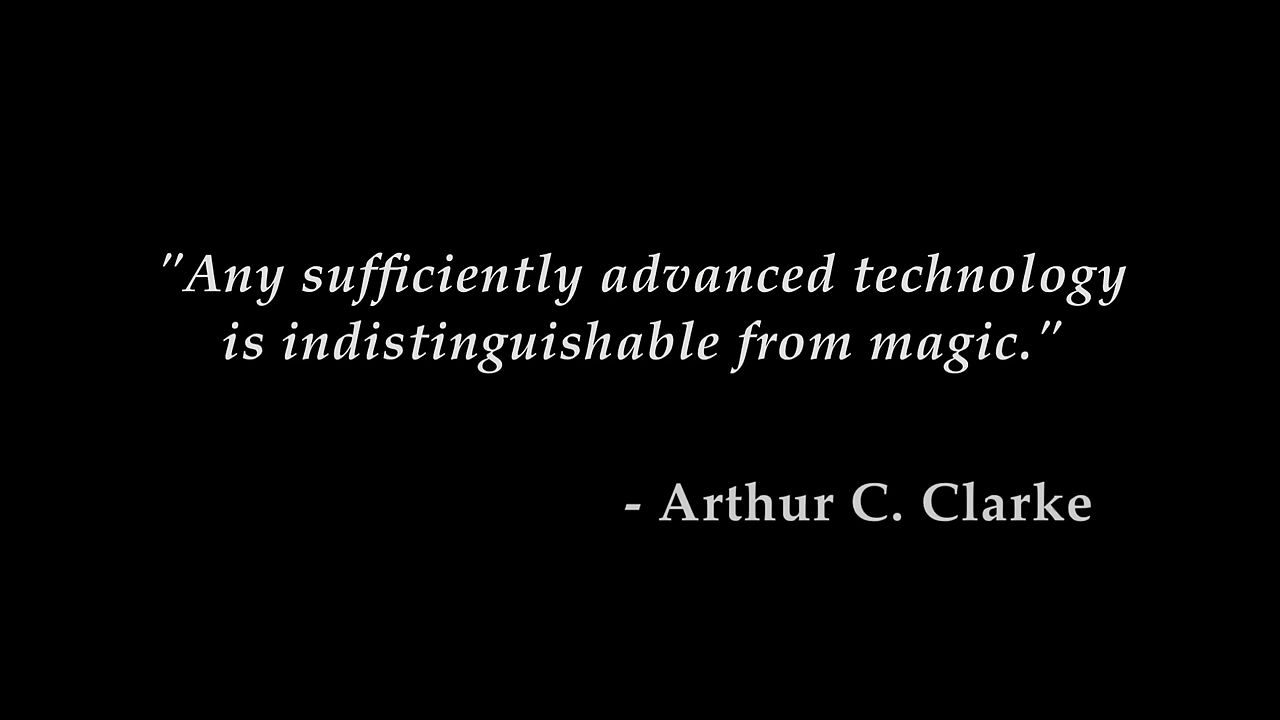 "Any sufficiently advanced technology
is indistinguishable from magic."
- Arthur C. Clarke